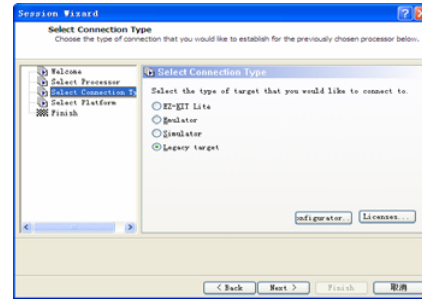 Session Wizard
Select Connection Type
Choose the type of connection that you would like to establish for the previously chosen processor below.
Welcome
Select Processor
Select Connection Ty
Select Platform
Finish
Select Connection Type
Select the type of target that you would like to connect to.
EZ-KIT Lite
Emulator
Simulator
Legacy target
onfigurator..
Licenses...
< Back
Next >
Finish
取消